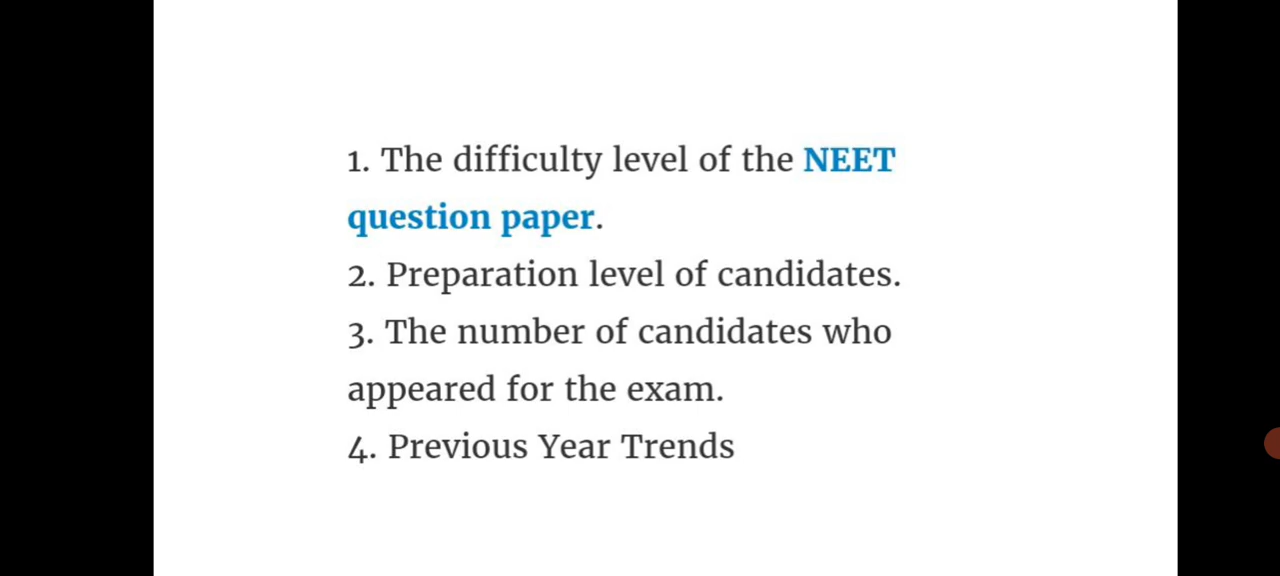 1. The difficulty level of the NEET
question paper.
2. Preparation level of candidates.
3. The number of candidates who
appeared for the exam.
4. Previous Year Trends